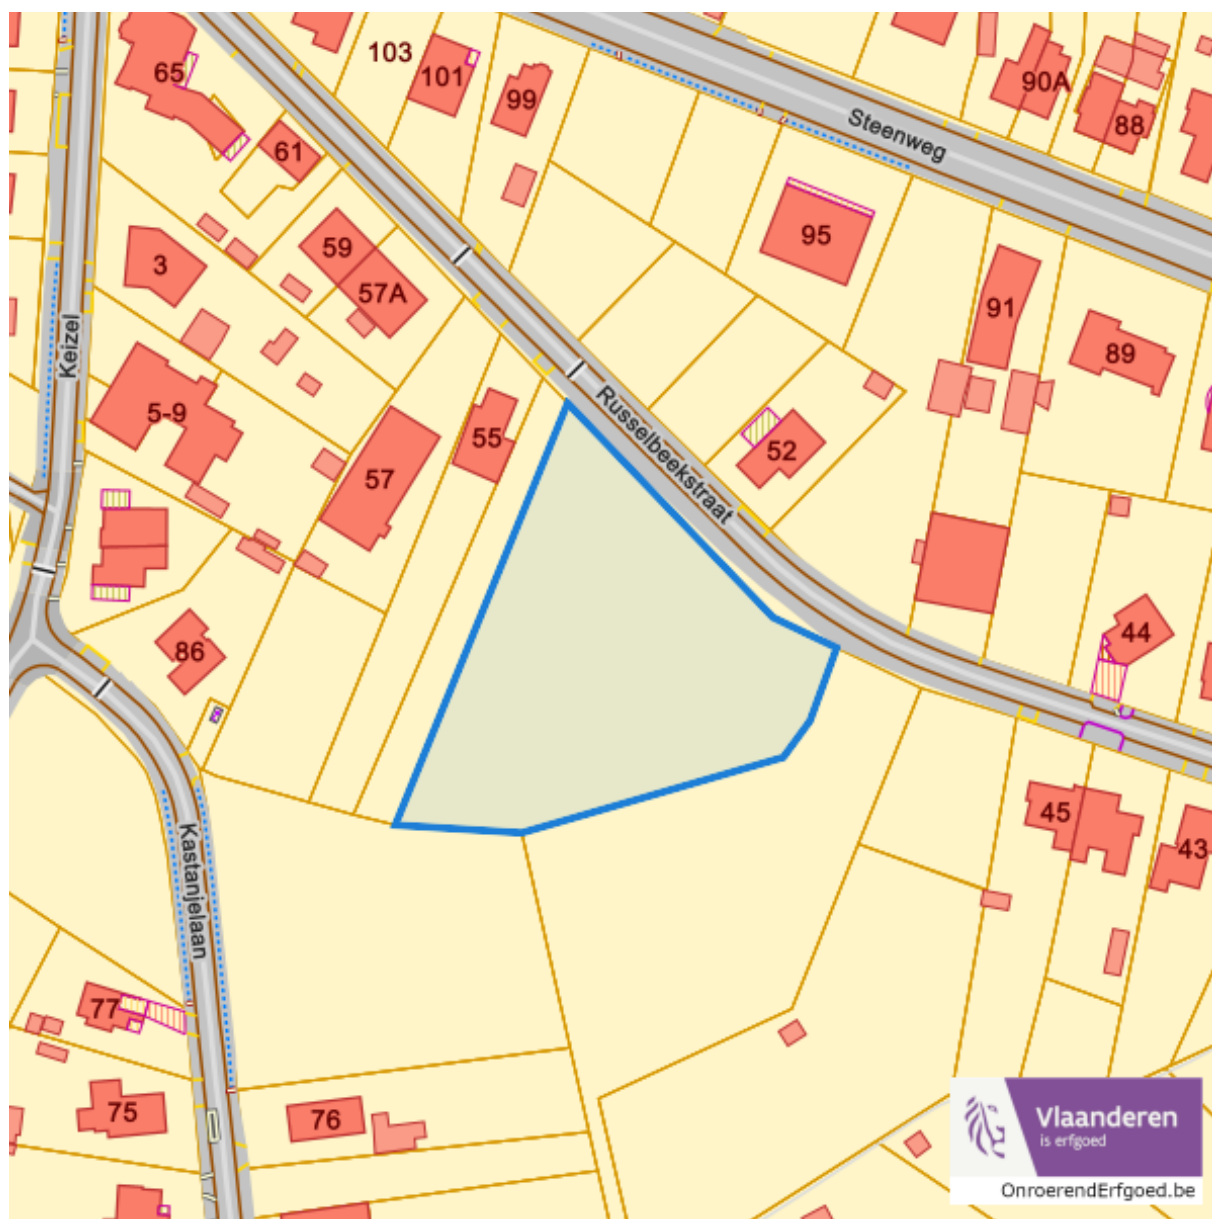 103
101
65
99
90A
88
Steenweg
61
59
95
3
57A
91
Keizel
89
5-9
Russelbeekstraat
55
52
57
44
86
45
43
Kastanjelaan
77
75
76
Vlaanderen
is erfgoed
OnroerendErfgoed.be